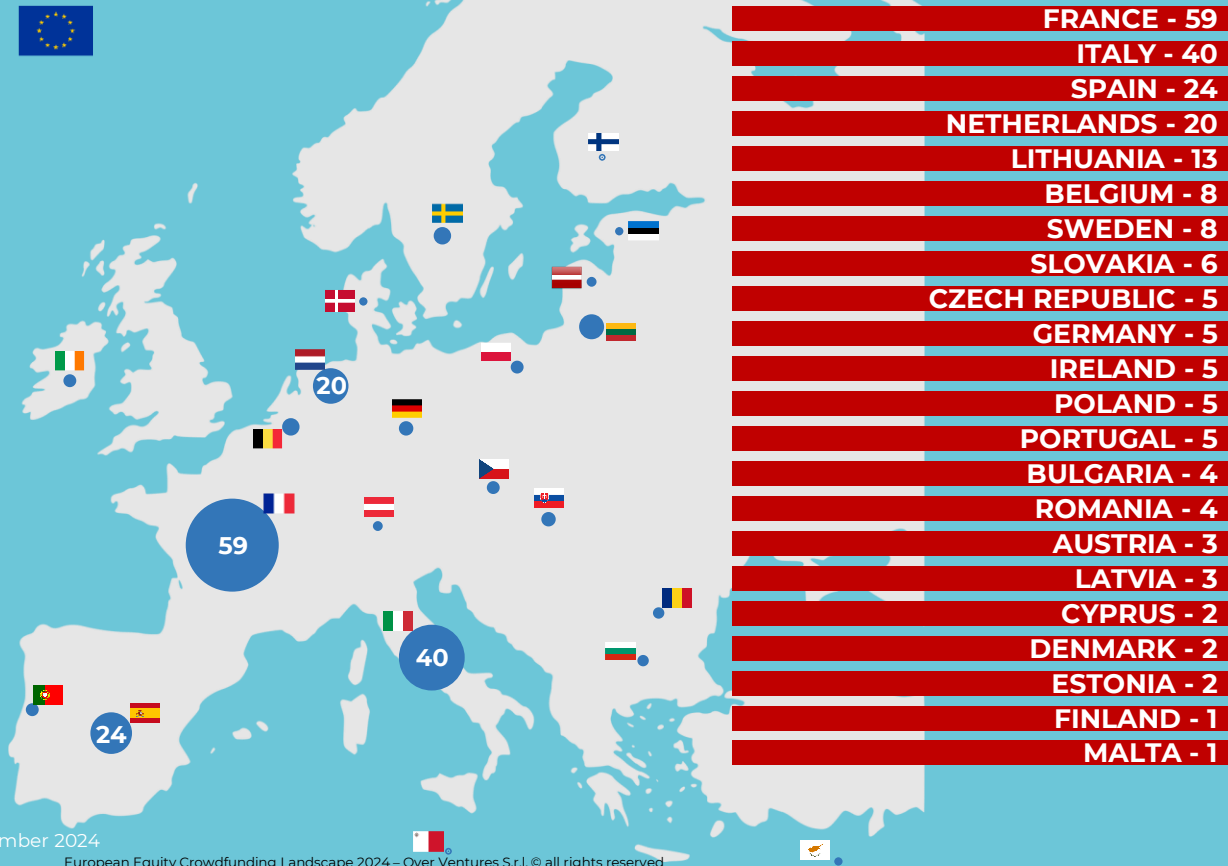 FRANCE - 59
ITALY - 40
SPAIN - 24
NETHERLANDS - 20
LITHUANIA - 13
BELGIUM - 8
SWEDEN - 8
SLOVAKIA - 6
CZECH REPUBLIC - 5
GERMANY - 5
IRELAND - 5
POLAND - 5
PORTUGAL - 5
BULGARIA - 4
ROMANIA - 4
AUSTRIA - 3
LATVIA - 3
CYPRUS - 2
DENMARK - 2
ESTONIA - 2
FINLAND - 1
MALTA - 1
20
59
40
24
mber 2024
European Equity Crowdfunding Landscape 2024 – Over Ventures S.r.l. © all rights reserved